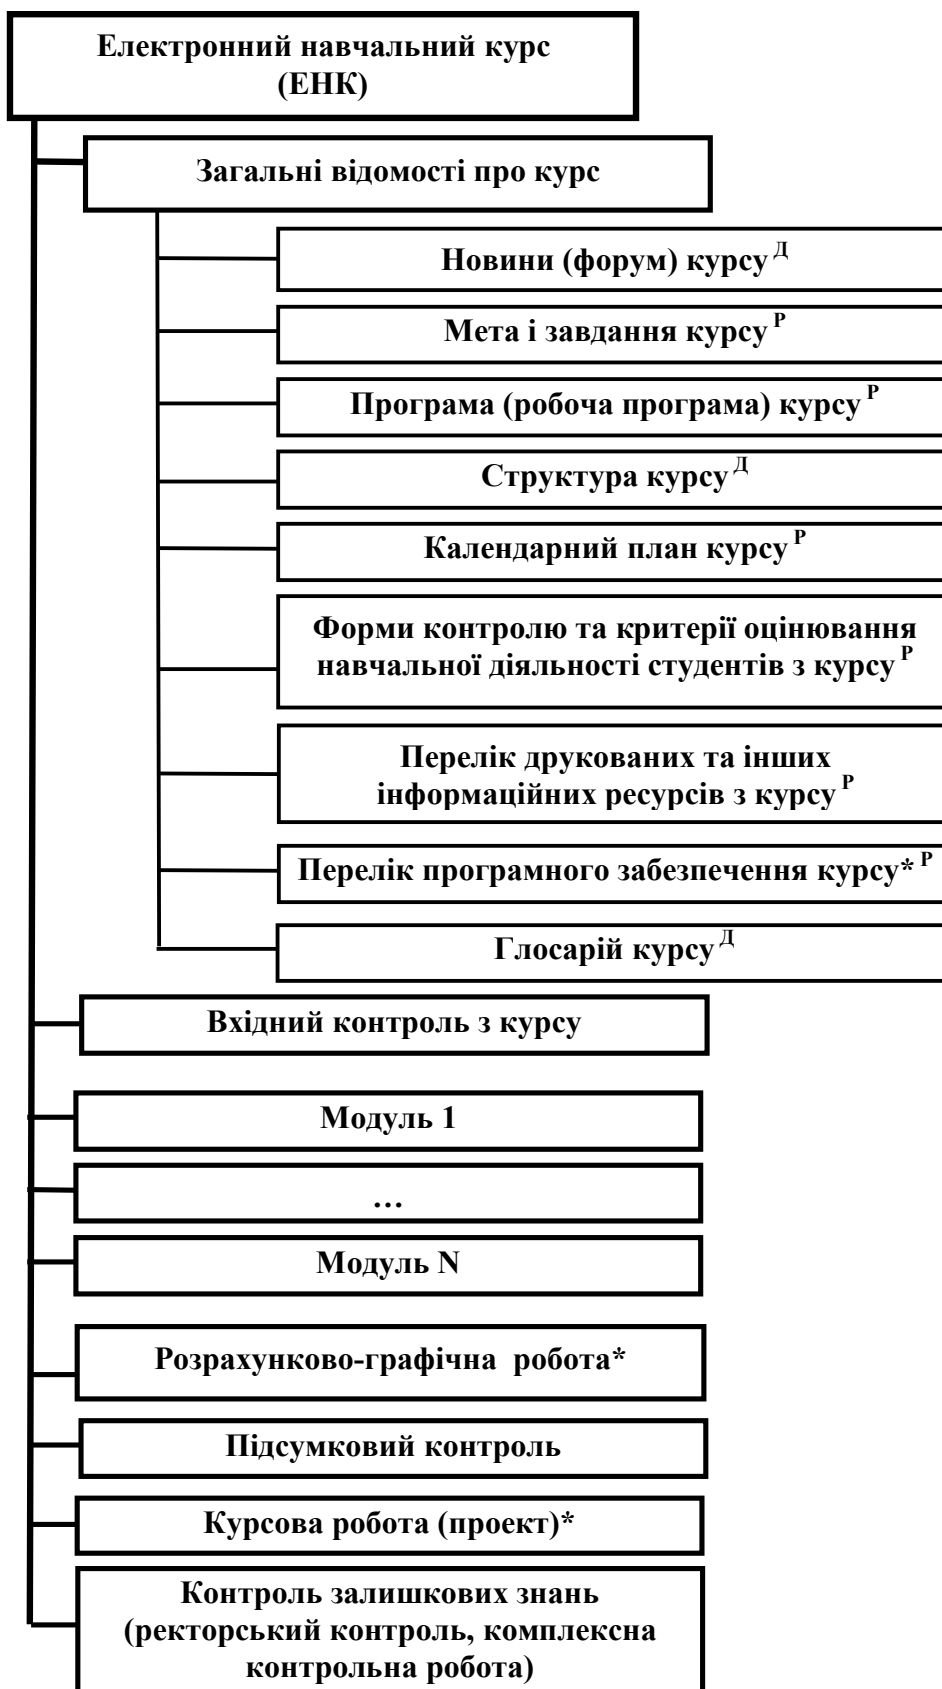 Електронний навчальний курс
(ЕНК)
Загальні відомості про курс
Новини (форум) курсу Д
Мета і завдання курсу Р
Програма (робоча програма) курсу Р
Структура курсу Д
Календарний план курсу Р
Форми контролю та критерії оцінювання
навчальної діяльності студентів з курсу Р
Перелік друкованих та інших
інформаційних ресурсів з курсу Р
Перелік програмного забезпечення курсу* Р
Глосарій курсу Д
Вхідний контроль з курсу
Модуль 1
…
Модуль N
Розрахунково-графічна робота*
Підсумковий контроль
Курсова робота (проект)*
Контроль залишкових знань
(ректорський контроль, комплексна
контрольна робота)